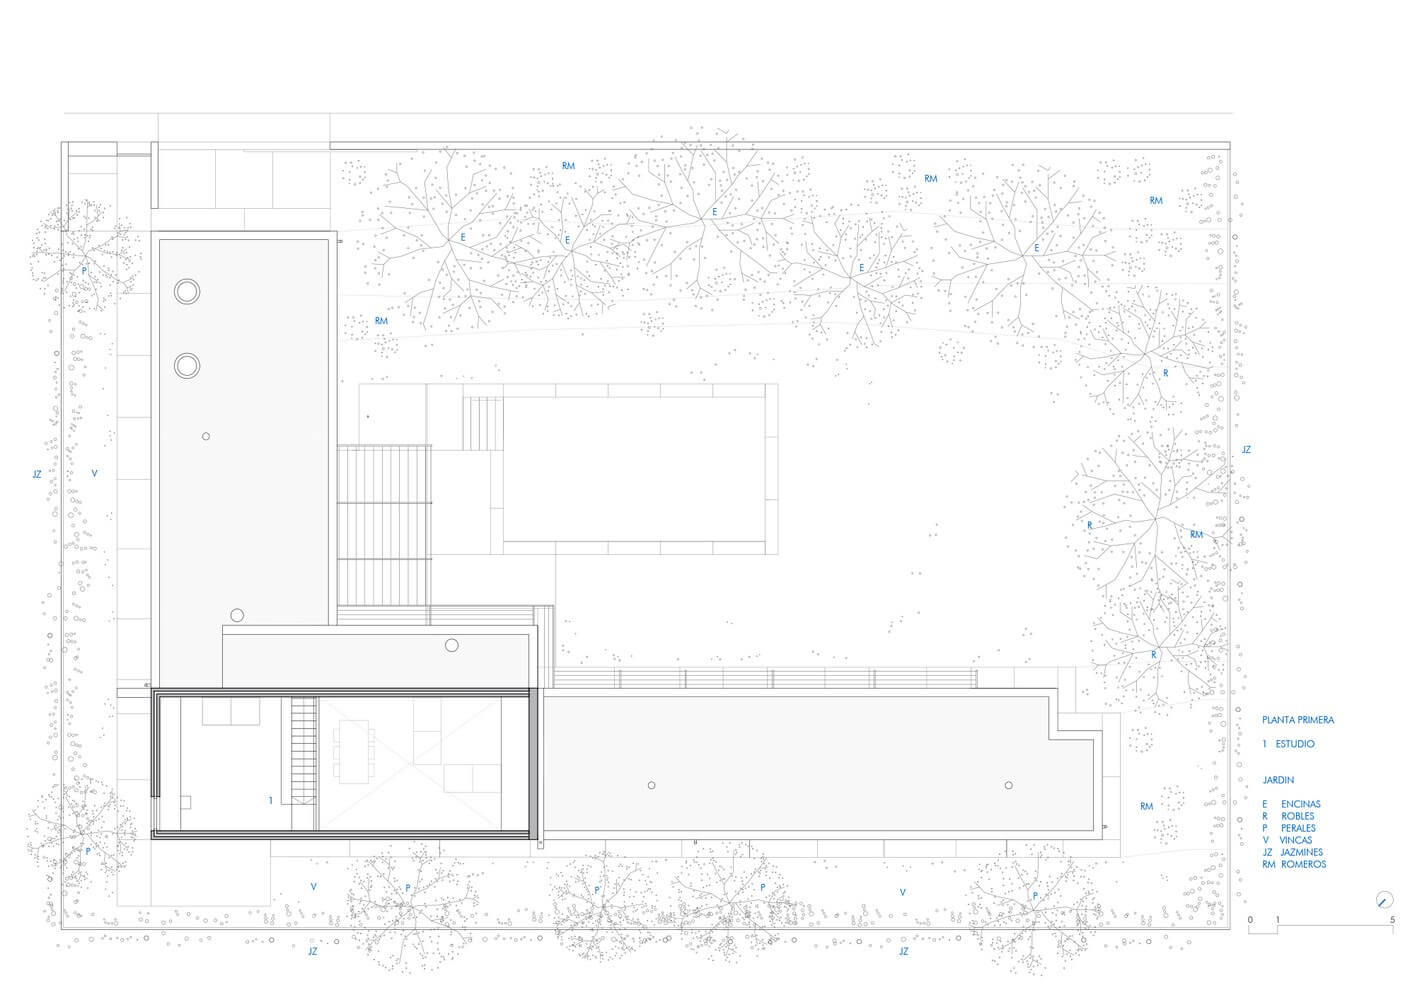 RM
RM
RM
E
E
E
E
E
E
P
RM
R
JZ
JZ
V
R
RM
R
PLANTA PRIMERA
1 ESTUDIO
JARDIN
1
RM
E ENCINAS
R ROBLES
P PERALES
V VINCAS
JZ JAZMINES
RM ROMEROS
P
V
P
P
P
V
P
0 1 5
JZ
JZ